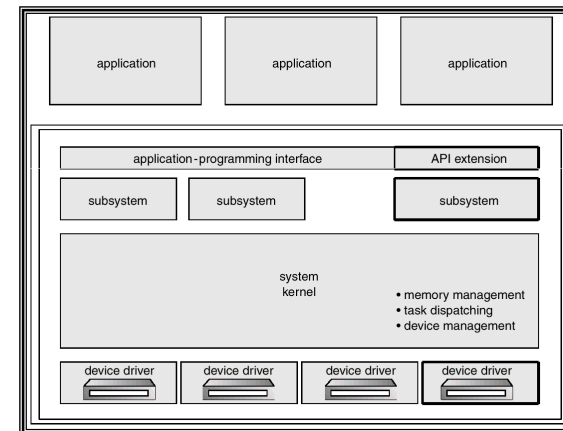 application
application
application
application-programming interface
API extension
subsystem
subsystem
subsystem
system
kernel
• memory management
• task dispatching
• device management
device driver
device driver
device driver
device driver